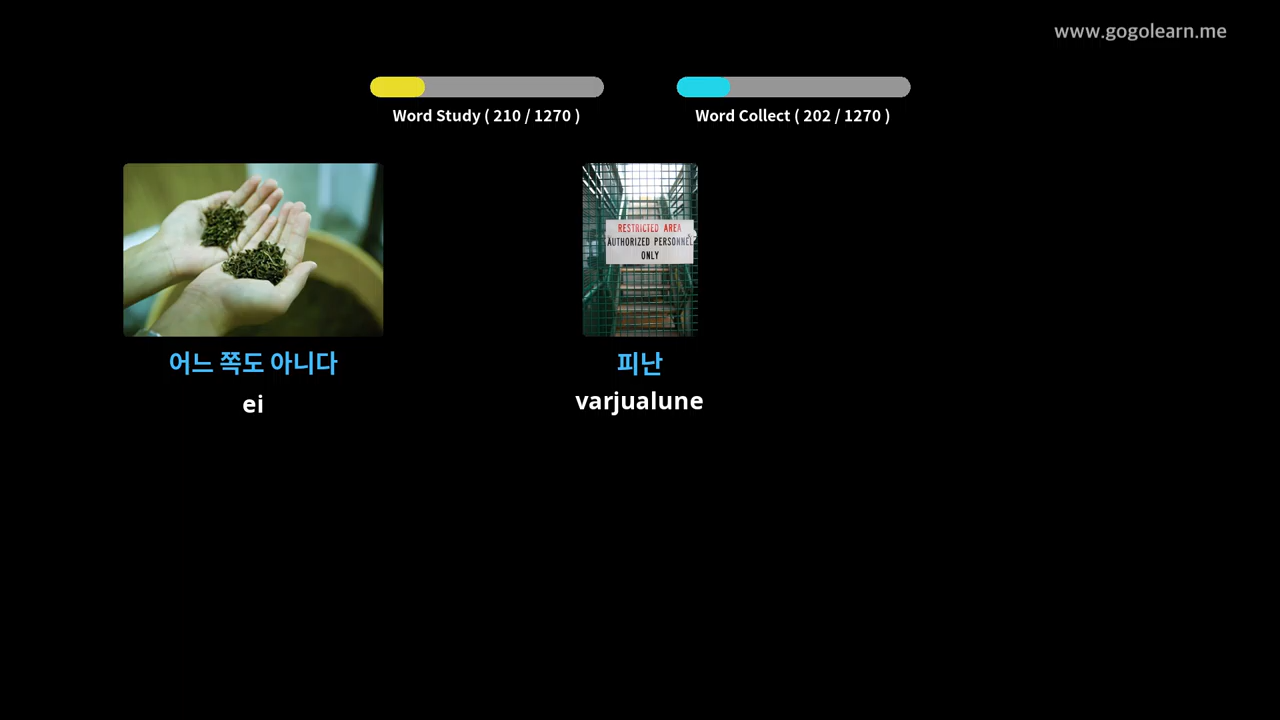 www.gogolearn.me
Word Study ( 210 / 1270 )
Word Collect ( 202 / 1270 )
RESTRICTED AREA
AUTHORIZED PERSONNEL
ONLY
어느 쪽도 아니다
ei
피난
varjualune